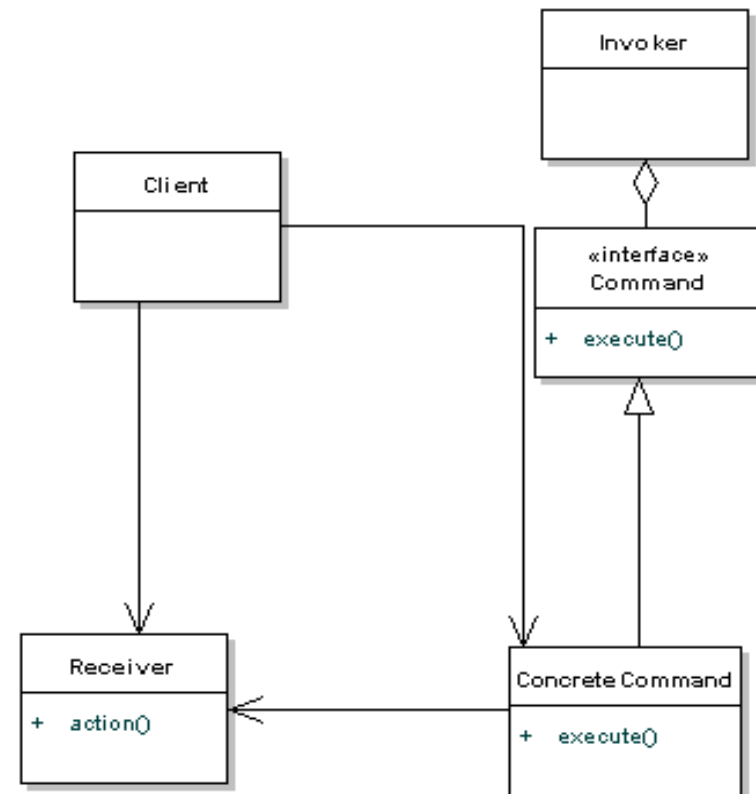 Invoker
Client
«interface»
Command
+ execute()
Receiver
+ action()
Concrete Command
+ execute()